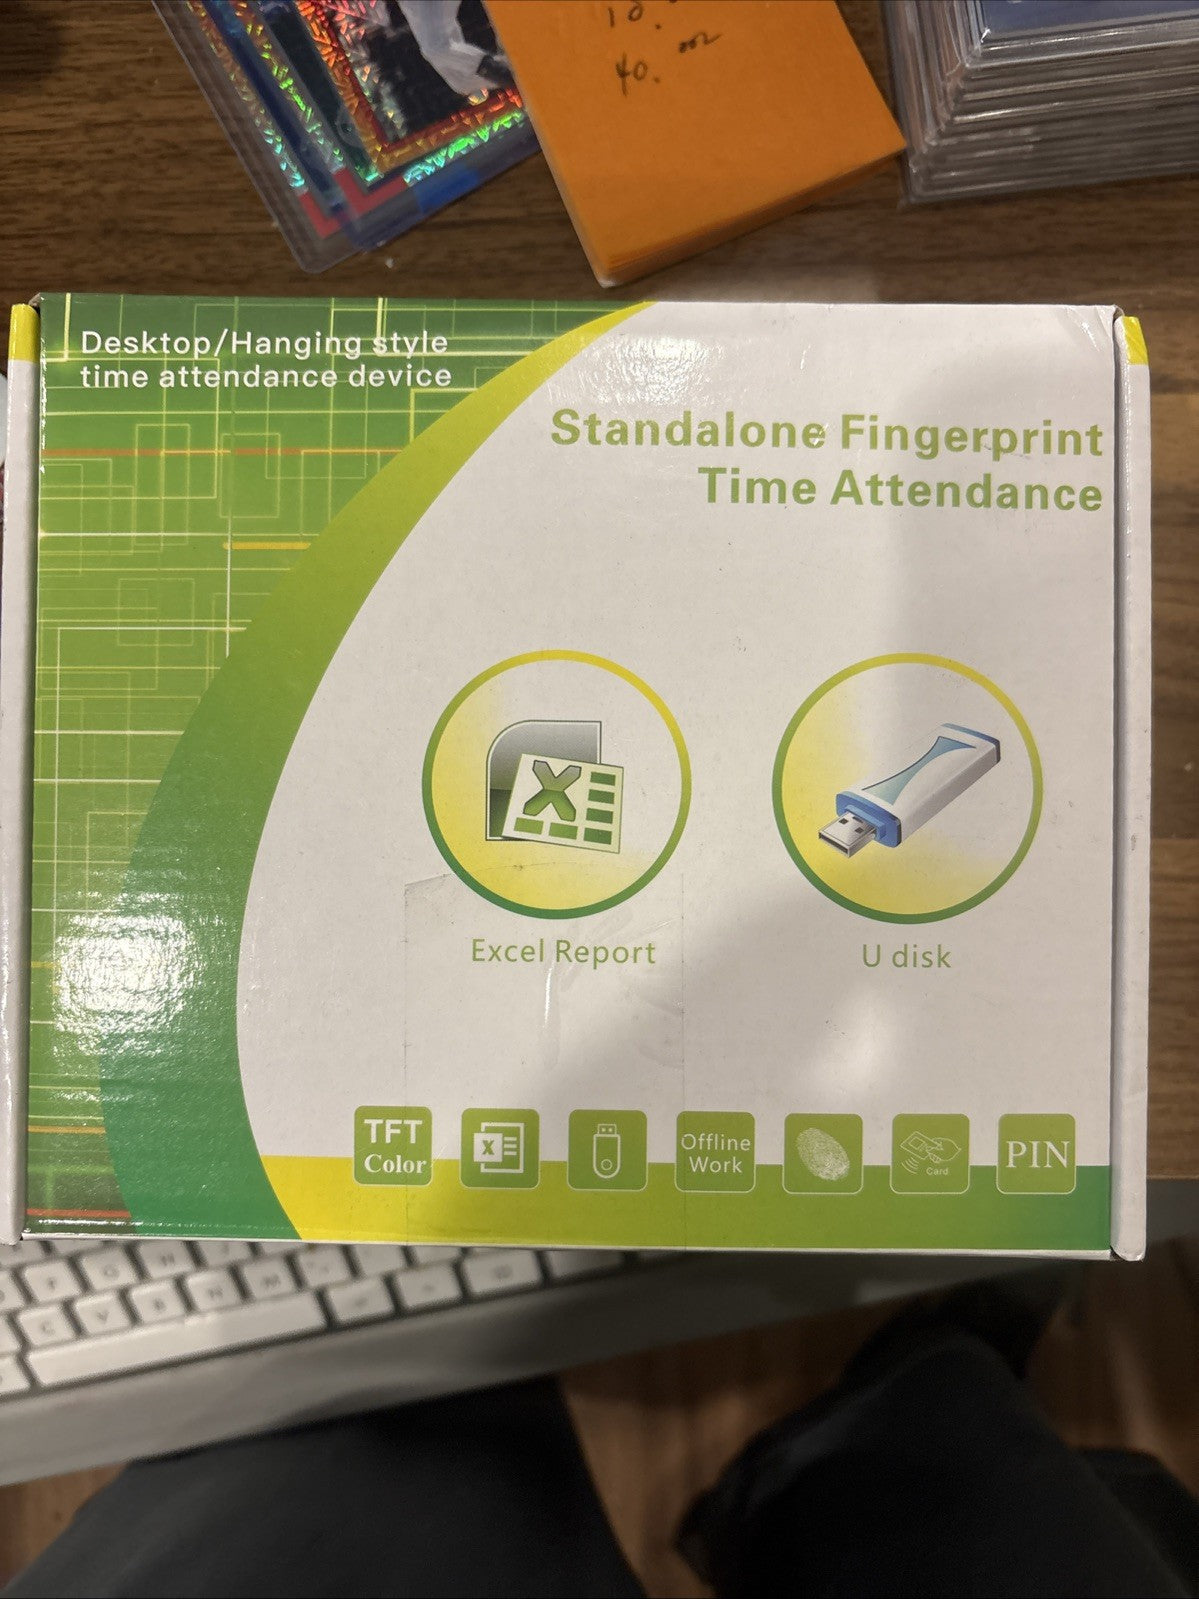 40.
Desktop/Hanging style
time attendance device
Standalone Fingerprint
Time Attendance
X
Excel Report
U disk
TFT
Color
X
Offline
Work
Card
PIN